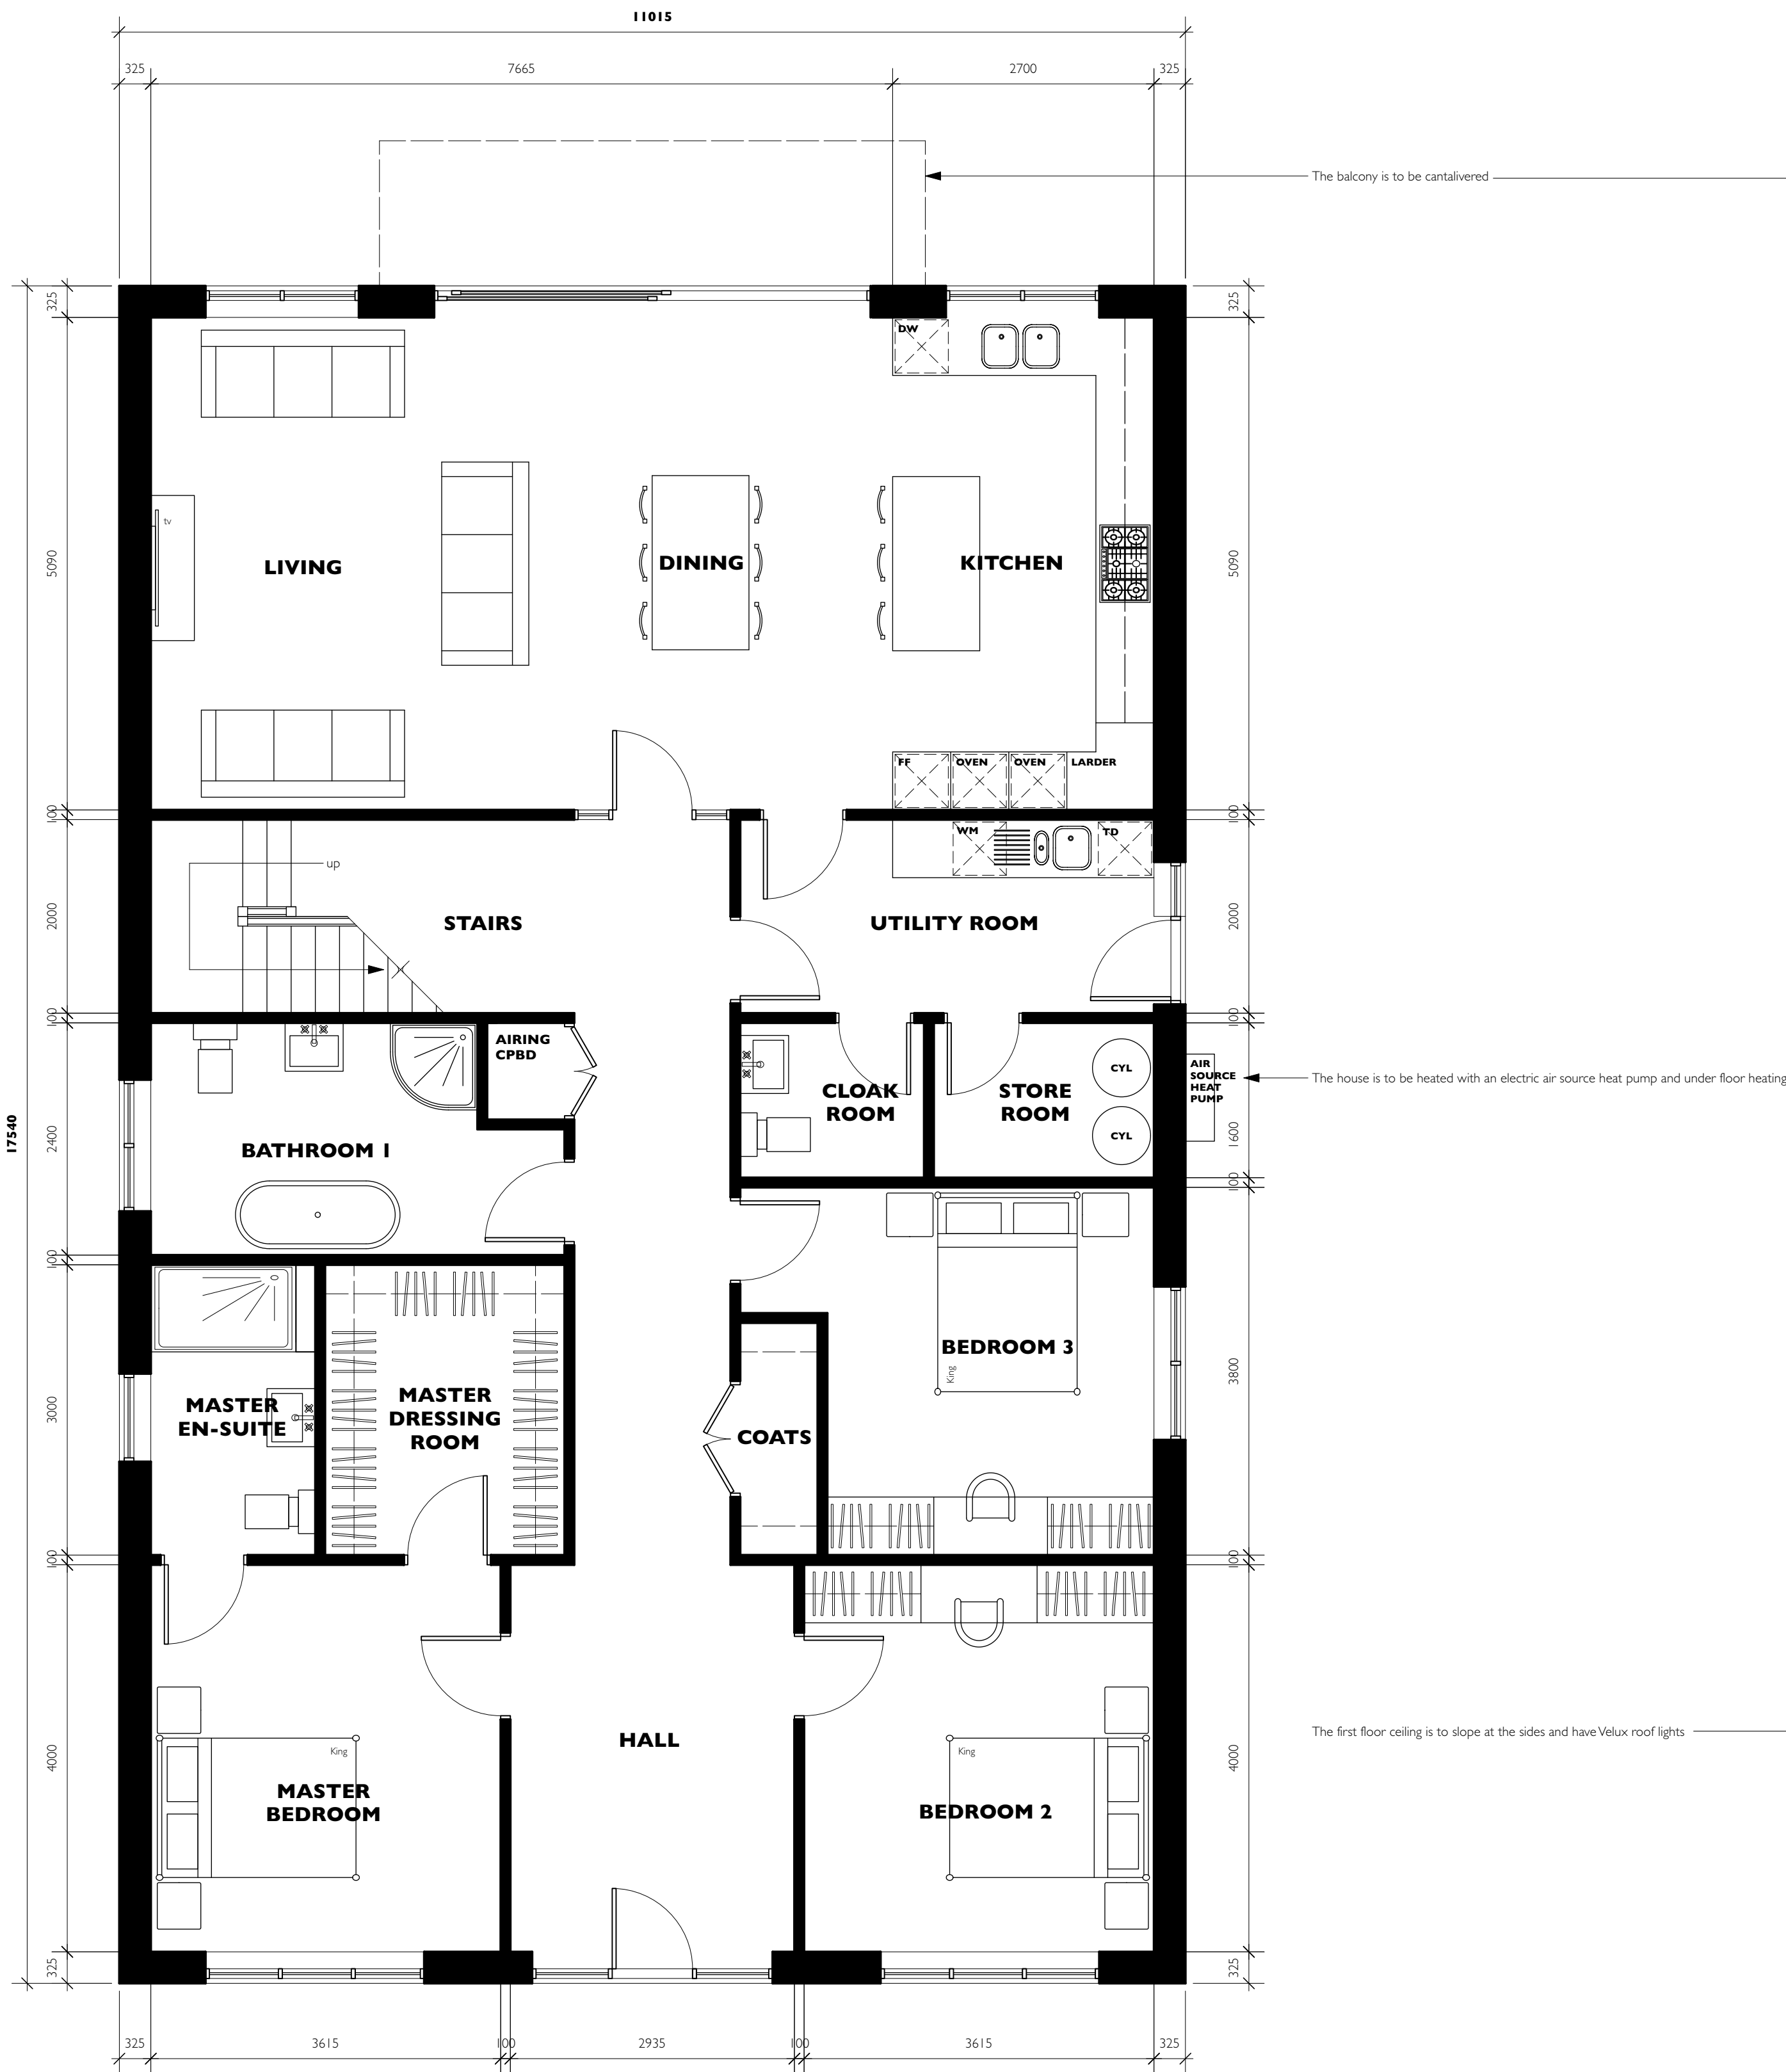 11015
325
7665
2700
325
The balcony is to be cantalivered
325
325
DW
tv
5090
LIVING
DINING
KITCHEN
5090
FF
OVEN
OVEN
LARDER
100
100
WM
TD
up
2000
STAIRS
UTILITY ROOM
2000
100
100
AIRING
CPBD
CYL
AIR
SOURCE
HEAT
PUMP
The house is to be heated with an electric air source heat pump and under floor heating
CLOAK
ROOM
STORE
ROOM
17540
2400
BATHROOM 1
CYL
1600
100
100
BEDROOM 3
King
3800
3000
MASTER
EN-SUITE
MASTER
DRESSING
ROOM
COATS
100
100
HALL
The first floor ceiling is to slope at the sides and have Velux roof lights
King
King
4000
MASTER
BEDROOM
BEDROOM 2
4000
325
325
325
3615
100
2935
100
3615
325